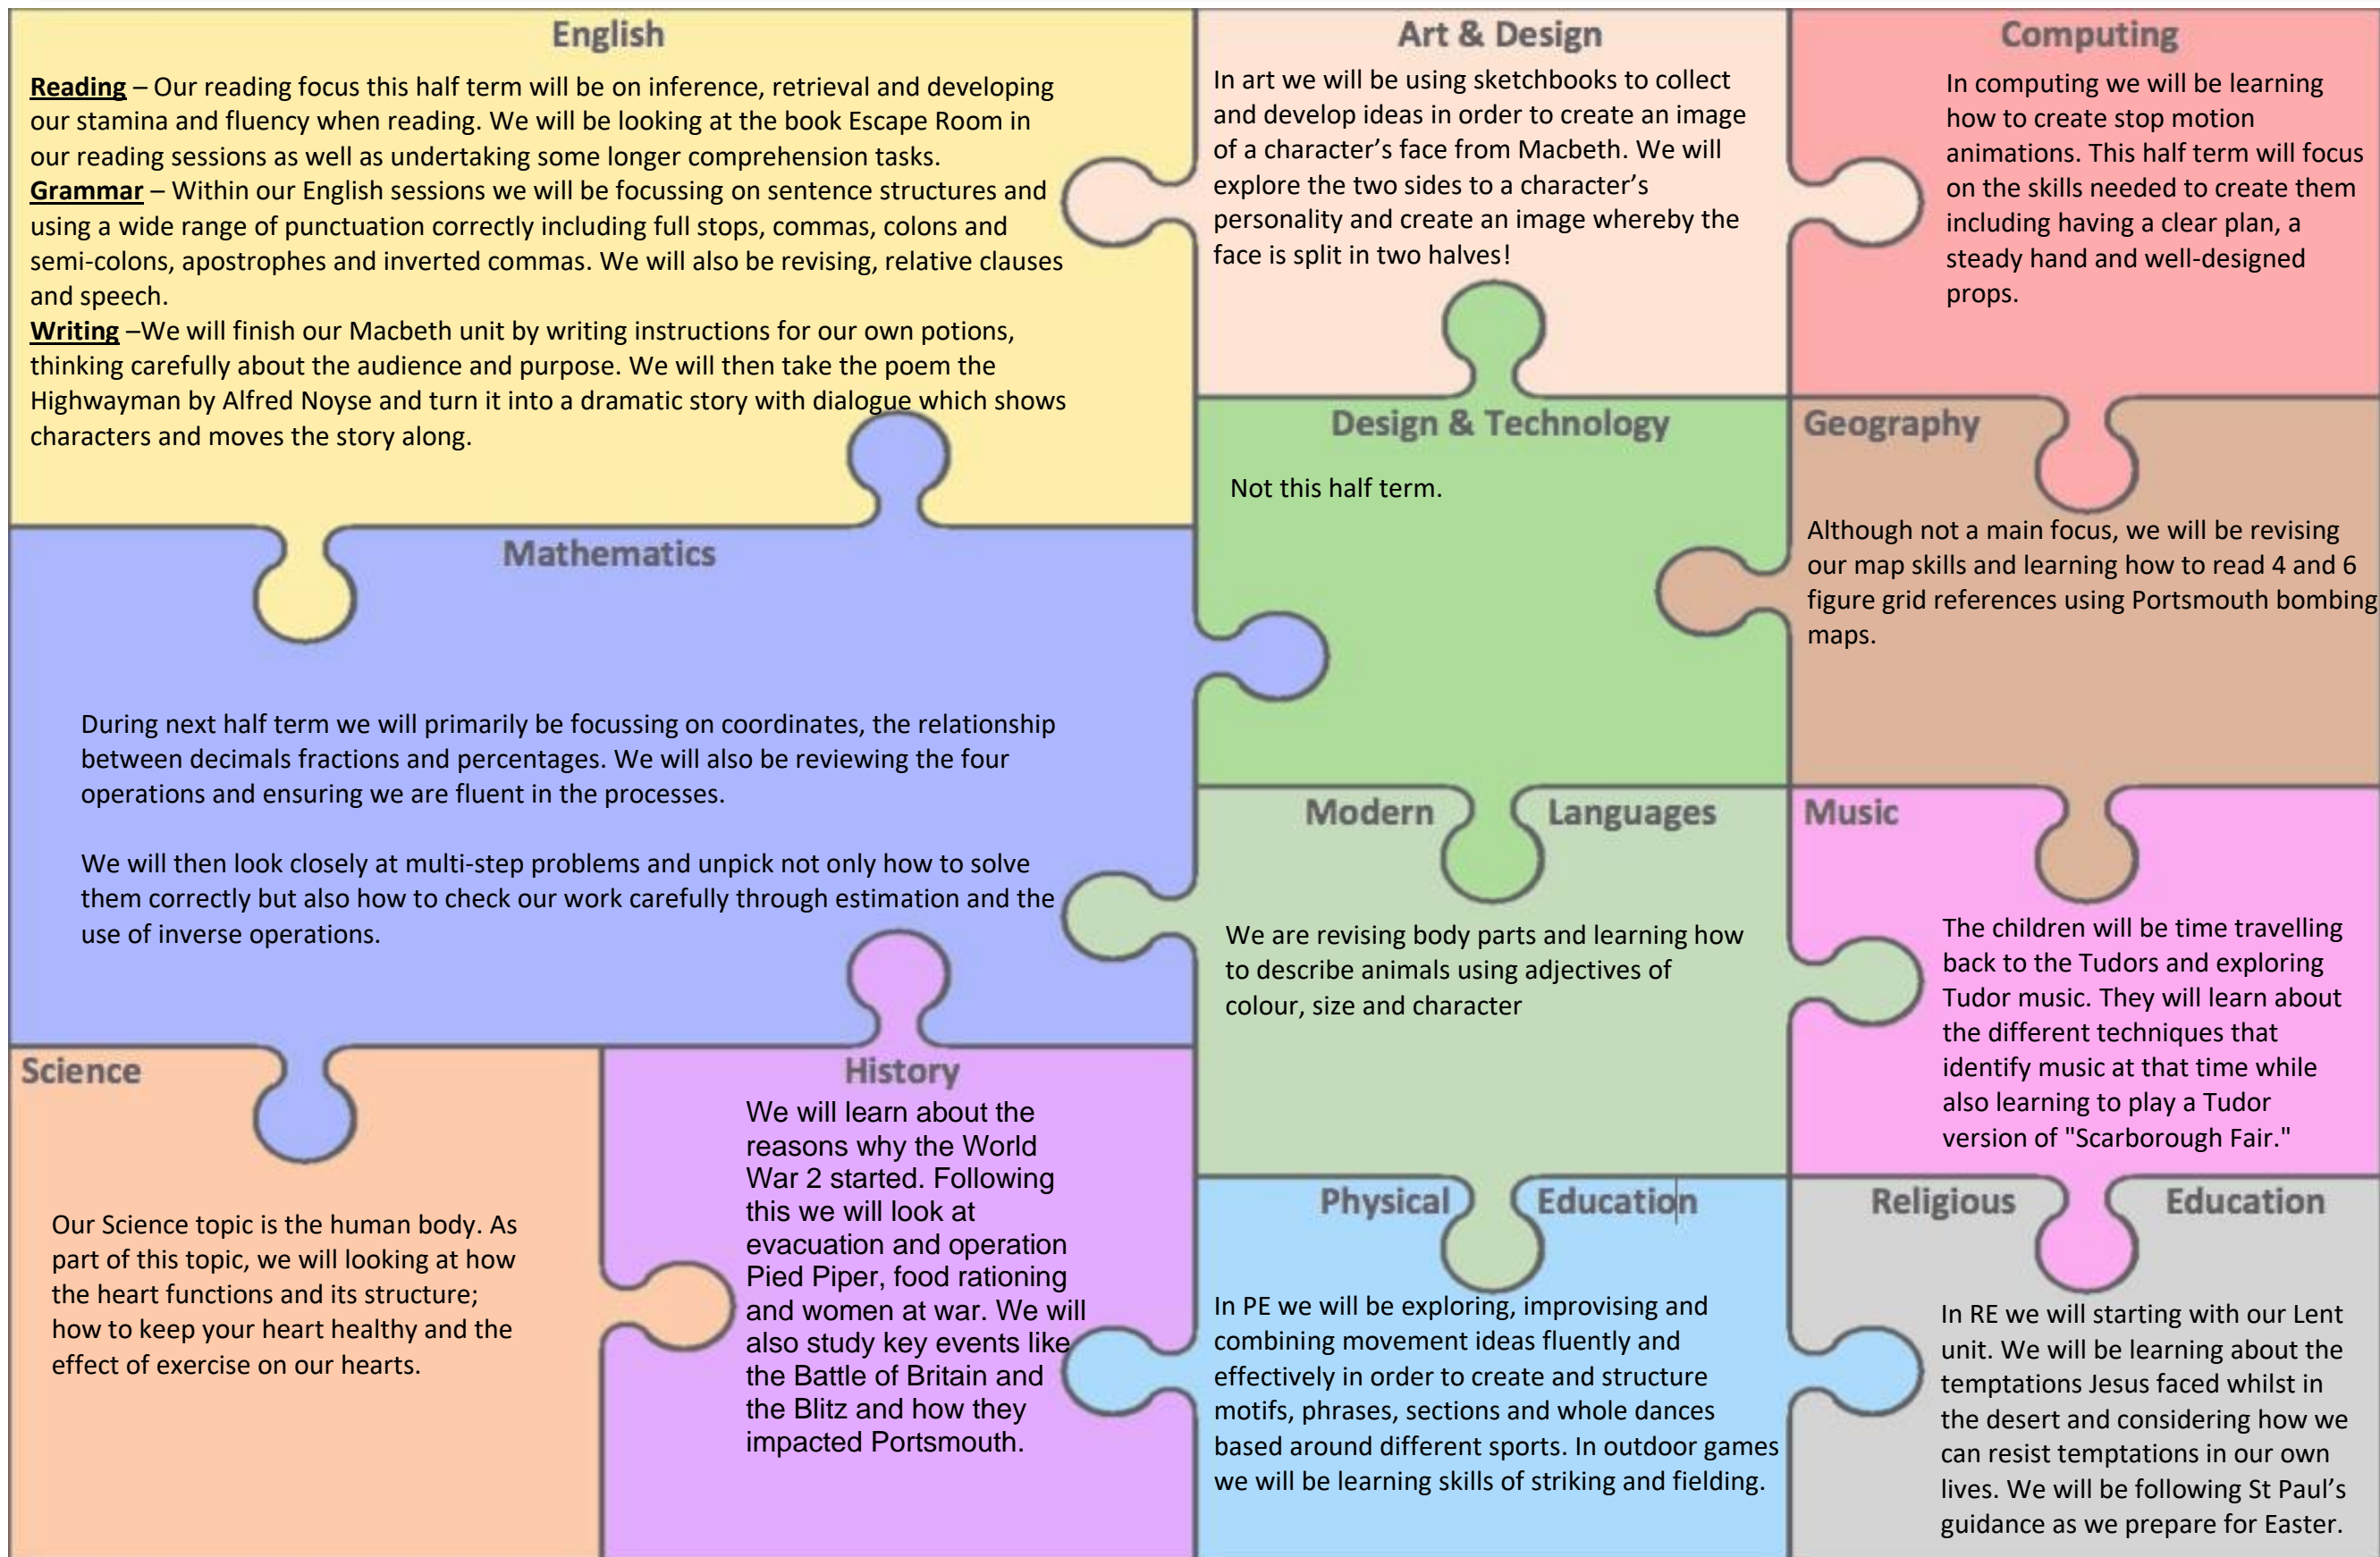 English
Reading – Our reading focus this half term will be on inference, retrieval and developing
our stamina and fluency when reading. We will be looking at the book Escape Room in
our reading sessions as well as undertaking some longer comprehension tasks.
Grammar – Within our English sessions we will be focussing on sentence structures and
using a wide range of punctuation correctly including full stops, commas, colons and
semi-colons, apostrophes and inverted commas. We will also be revising, relative clauses
and speech.
Writing –We will finish our Macbeth unit by writing instructions for our own potions,
thinking carefully about the audience and purpose. We will then take the poem the
Highwayman by Alfred Noyse and turn it into a dramatic story with dialogue which shows
characters and moves the story along.
Art & Design
In art we will be using sketchbooks to collect
and develop ideas in order to create an image
of a character's face from Macbeth. We will
explore the two sides to a character's
personality and create an image whereby the
face is split in two halves!
Computing
In computing we will be learning
how to create stop motion
animations. This half term will focus
on the skills needed to create them
including having a clear plan, a
steady hand and well-designed
props.
Design & Technology
Not this half term.
Geography
Although not a main focus, we will be revising
our map skills and learning how to read 4 and 6
figure grid references using Portsmouth bombing
maps.
Mathematics
During next half term we will primarily be focussing on coordinates, the relationship
between decimals fractions and percentages. We will also be reviewing the four
operations and ensuring we are fluent in the processes.
We will then look closely at multi-step problems and unpick not only how to solve
them correctly but also how to check our work carefully through estimation and the
use of inverse operations.
Modern Languages
We are revising body parts and learning how
to describe animals using adjectives of
colour, size and character
Music
The children will be time travelling
back to the Tudors and exploring
Tudor music. They will learn about
the different techniques that
identify music at that time while
also learning to play a Tudor
version of "Scarborough Fair."
Science
Our Science topic is the human body. As
part of this topic, we will looking at how
the heart functions and its structure;
how to keep your heart healthy and the
effect of exercise on our hearts.
History
We will learn about the
reasons why the World
War 2 started. Following
this we will look at
evacuation and operation
Pied Piper, food rationing
and women at war. We will
also study key events like
the Battle of Britain and
the Blitz and how they
impacted Portsmouth.
Physical Education
In PE we will be exploring, improvising and
combining movement ideas fluently and
effectively in order to create and structure
motifs, phrases, sections and whole dances
based around different sports. In outdoor games
we will be learning skills of striking and fielding.
Religious Education
In RE we will starting with our Lent
unit. We will be learning about the
temptations Jesus faced whilst in
the desert and considering how we
can resist temptations in our own
lives. We will be following St Paul's
guidance as we prepare for Easter.